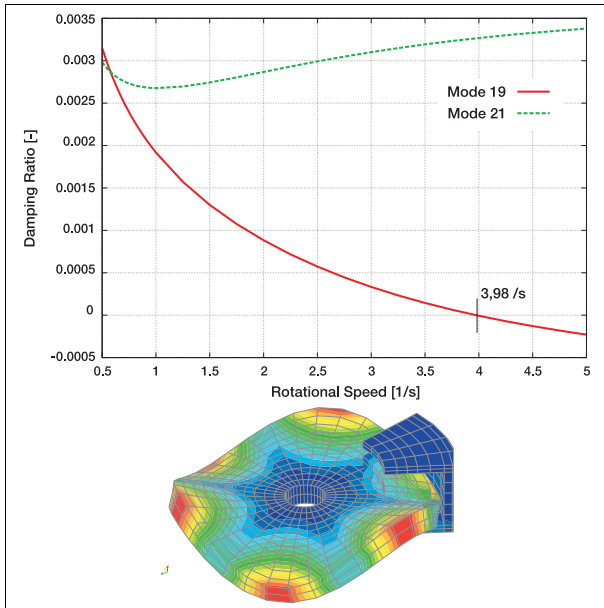 0.0035
0.003
0.0025
0.002
0.0015
0.001
0.0005
0
-0.0005
Damping Ratio [-]
Mode 19
Mode 21
3,98 /s
0.5 1 1.5 2 2.5 3 3.5 4 4.5 5
Rotational Speed [1/s]